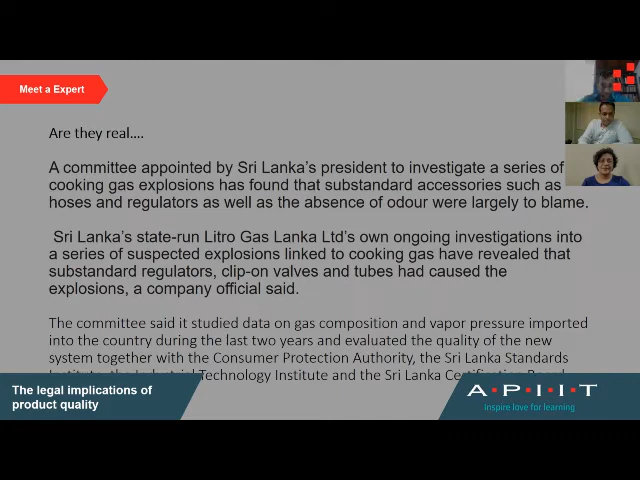 Meet a Expert
Are they real....
A committee appointed by Sri Lanka's president to investigate a series of
cooking gas explosions has found that substandard accessories such as
hoses and regulators as well as the absence of odour were largely to blame.
Sri Lanka's state-run Litro Gas Lanka Ltd's own ongoing investigations into
a series of suspected explosions linked to cooking gas have revealed that
substandard regulators, clip-on valves and tubes had caused the
explosions, a company official said.
The committee said it studied data on gas composition and vapor pressure imported
into the country during the last two years and evaluated the quality of the new
system together with the Consumer Protection Authority, the Sri Lanka Standards
Technology Institute and the Sri Lanka
The legal implications of
product quality
A·P·I·I·T
Inspire love for learning